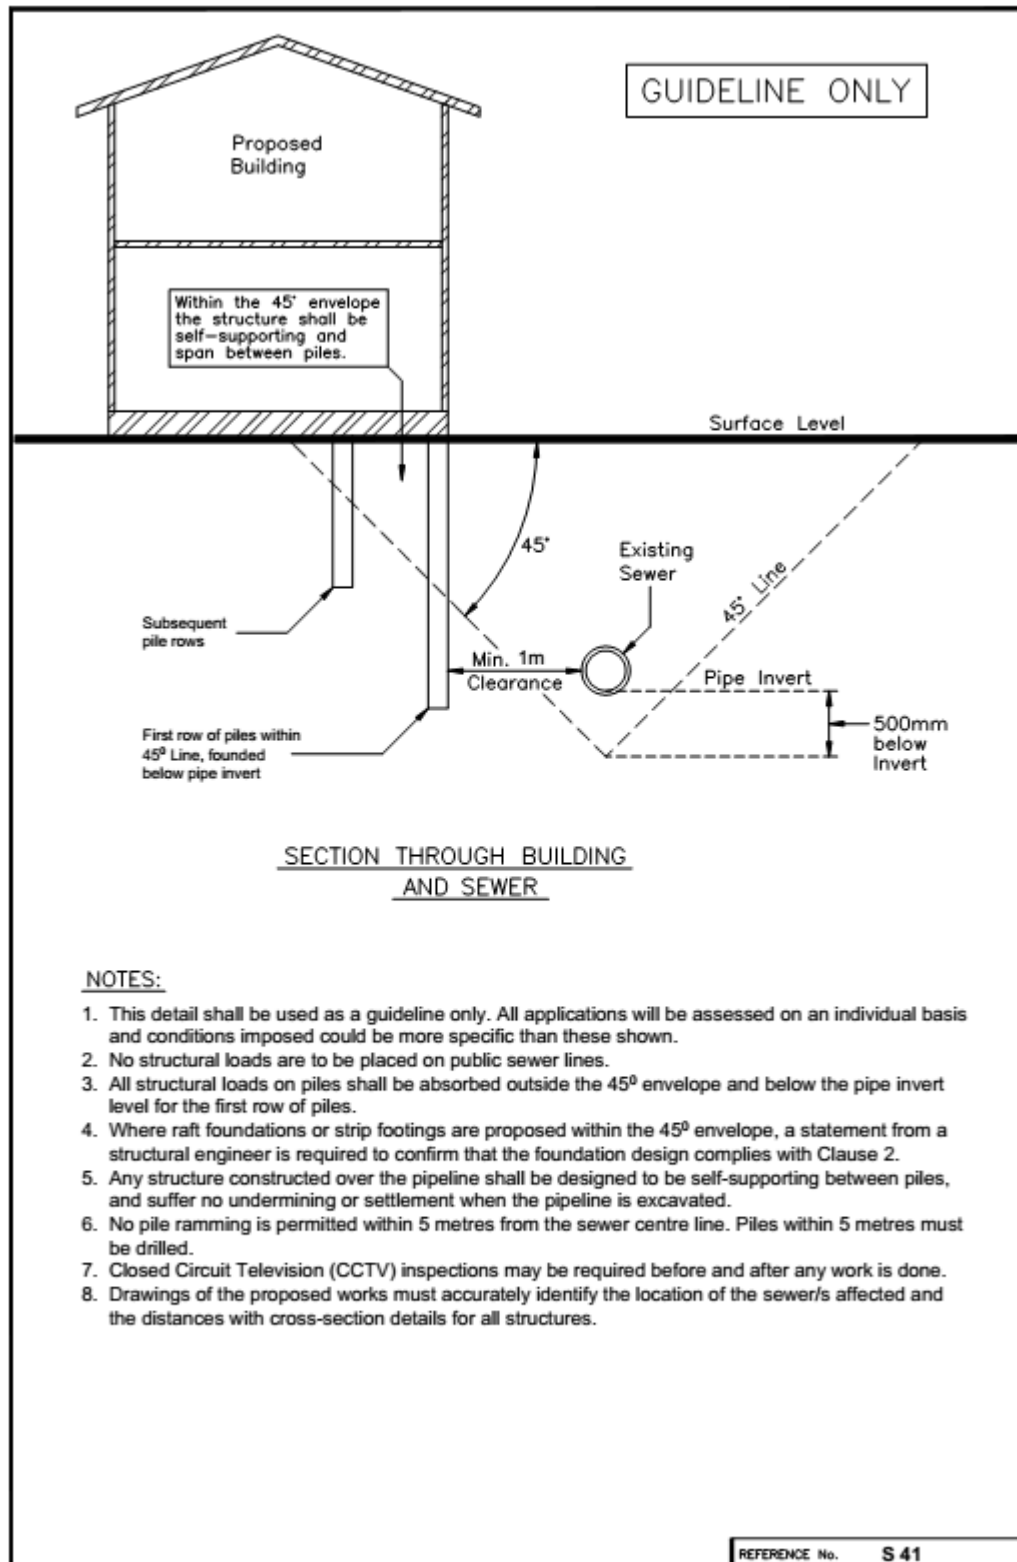 GUIDELINE ONLY
Proposed
Building
Within the 45° envelope
the structure shall be
self-supporting and
span between piles.
Surface Level
45°
Existing
Sewer
45° Line
Subsequent
pile rows
Min. 1m
Clearance
Pipe Invert
First row of piles within
45⁰ Line, founded
below pipe invert
500mm
below
Invert
SECTION THROUGH BUILDING
AND SEWER
NOTES:
1. This detail shall be used as a guideline only. All applications will be assessed on an individual basis
and conditions imposed could be more specific than these shown.
2. No structural loads are to be placed on public sewer lines.
3. All structural loads on piles shall be absorbed outside the 45⁰ envelope and below the pipe invert
level for the first row of piles.
4. Where raft foundations or strip footings are proposed within the 45⁰ envelope, a statement from a
structural engineer is required to confirm that the foundation design complies with Clause 2.
5. Any structure constructed over the pipeline shall be designed to be self-supporting between piles,
and suffer no undermining or settlement when the pipeline is excavated.
6. No pile ramming is permitted within 5 metres from the sewer centre line. Piles within 5 metres must
be drilled.
7. Closed Circuit Television (CCTV) inspections may be required before and after any work is done.
8. Drawings of the proposed works must accurately identify the location of the sewer/s affected and
the distances with cross-section details for all structures.
REFERENCE No. S 41